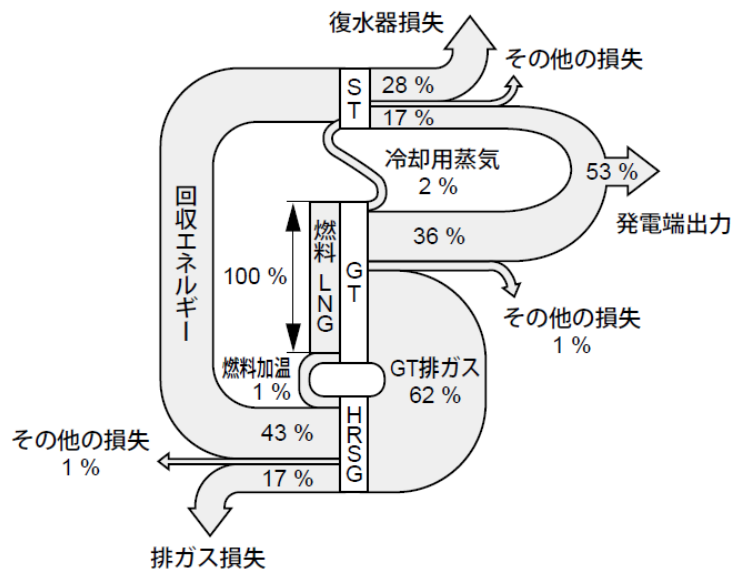 復水器損失
その他の損失
ST
28 %
17 %
冷却用蒸気
2 %
53 %
発電端出力
回収エネルギー
100 %
燃料 LNG
GT
36 %
その他の損失
1 %
燃料加温
1 %
GT排ガス
62 %
HRSG
43 %
その他の損失
1 %
17 %
排ガス損失